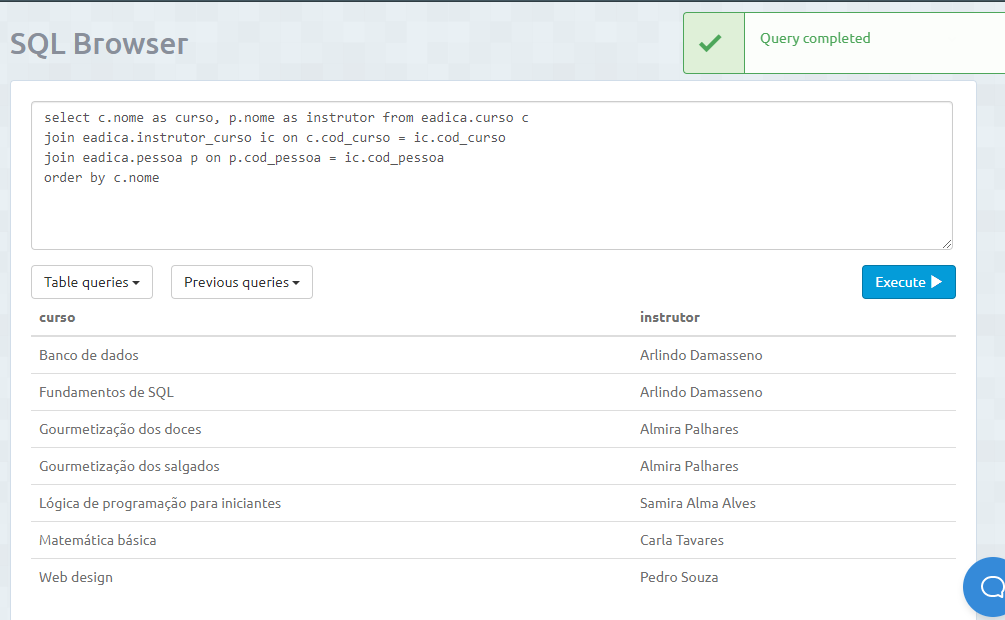 SQL Browser
Query completed
select c.nome as curso, p.nome as instrutor from eadica.curso c
join eadica.instrutor_curso ic on c.cod_curso = ic.cod_curso
join eadica.pessoa p on p.cod_pessoa = ic.cod_pessoa
order by c.nome
Table queries Previous queries Execute
curso instrutor
Banco de dados Arlindo Damasseno
Fundamentos de SQL Arlindo Damasseno
Gourmetização dos doces Almira Palhares
Gourmetização dos salgados Almira Palhares
Lógica de programação para iniciantes Samira Alma Alves
Matemática básica Carla Tavares
Web design Pedro Souza